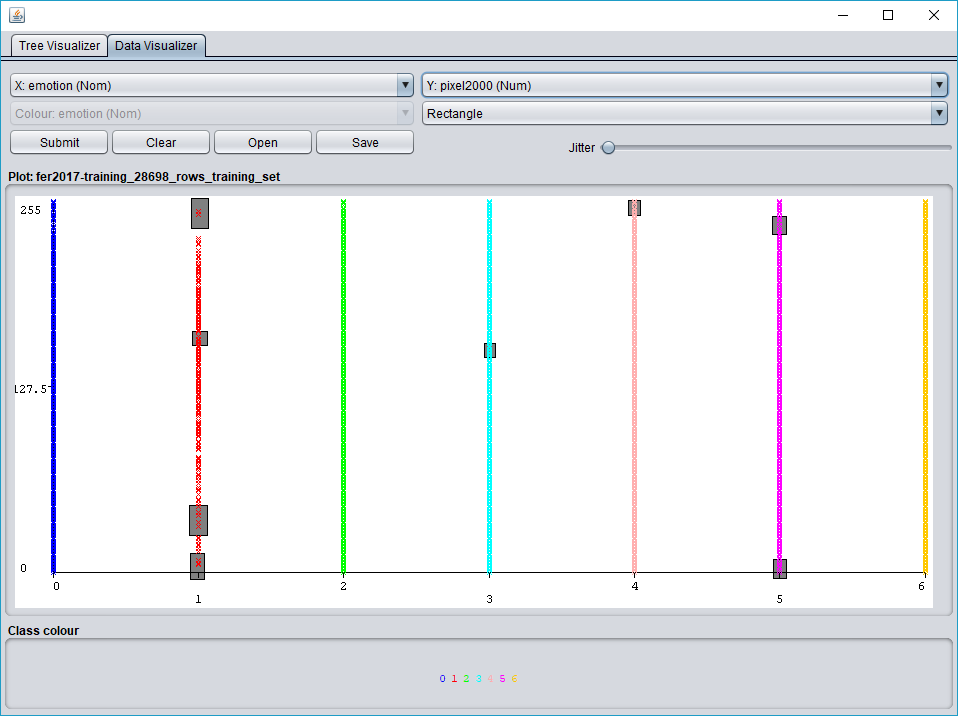 Tree Visualizer Data Visualizer
X: emotion (Nom) Y: pixel2000 (Num)
Colour: emotion (Nom) Rectangle
Submit Clear Open Save Jitter
Plot: fer2017-training_28698_rows_training_set
255
127.5
0
0 2 4 6
1 3 5
Class colour
0 1 2 3 4 5 6